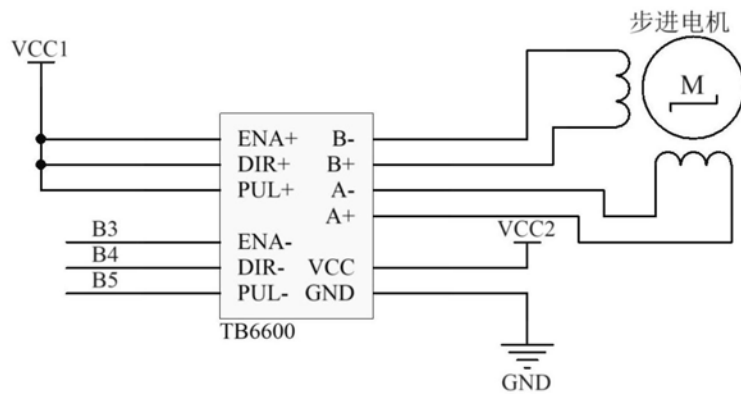 步进电机
VCC1
M
ENA+ B-
DIR+ B+
PUL+ A-
A+
VCC2
B3
ENA-
B4
DIR- VCC
B5
PUL- GND
TB6600
GND